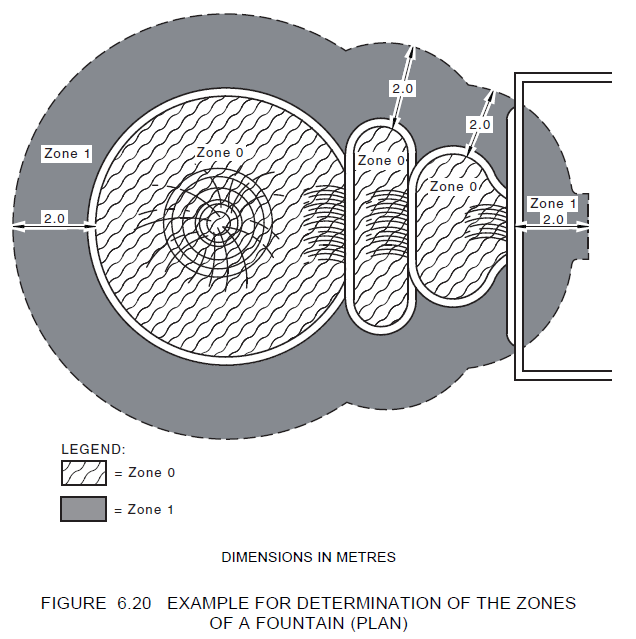 2.0
2.0
Zone 1
Zone 0
Zone 0
Zone 0
Zone 1
2.0
2.0
LEGEND:
= Zone 0
= Zone 1
DIMENSIONS IN METRES
FIGURE 6.20 EXAMPLE FOR DETERMINATION OF THE ZONES
OF A FOUNTAIN (PLAN)